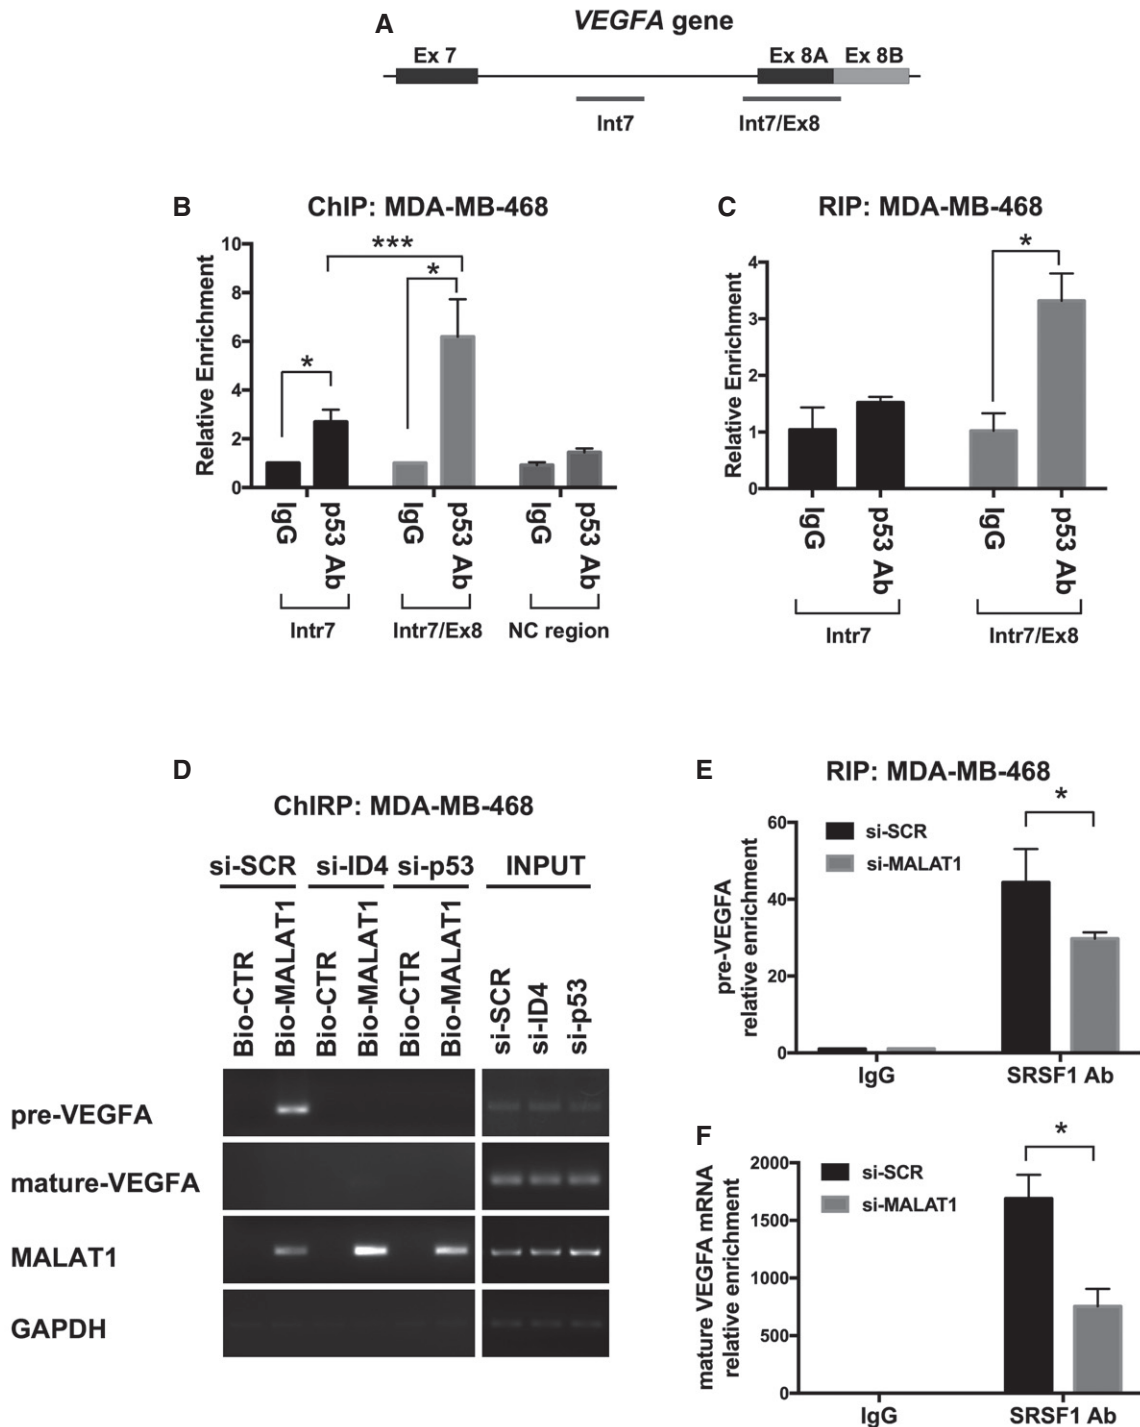 A
VEGFA gene
Ex 7
Ex 8A
Ex 8B
Int7
Int7/Ex8
B
ChIP: MDA-MB-468
Relative Enrichment
10
8
6
4
2
0
***
*
*
IgG
p53 Ab
IgG
p53 Ab
IgG
p53 Ab
Intr7
Intr7/Ex8
NC region
C
RIP: MDA-MB-468
Relative Enrichment
4
3
2
1
0
*
IgG
p53 Ab
IgG
p53 Ab
Intr7
Intr7/Ex8
D
ChIRP: MDA-MB-468
si-SCR
si-ID4
si-p53
INPUT
Bio-CTR
Bio-MALAT1
Bio-CTR
Bio-MALAT1
Bio-CTR
Bio-MALAT1
si-SCR
si-ID4
si-p53
pre-VEGFA
mature-VEGFA
MALAT1
GAPDH
E
RIP: MDA-MB-468
pre-VEGFA
relative enrichment
60
40
20
0
si-SCR
si-MALAT1
*
IgG
SRSF1 Ab
F
mature VEGFA mRNA
relative enrichment
2000
1500
1000
500
0
si-SCR
si-MALAT1
*
IgG
SRSF1 Ab